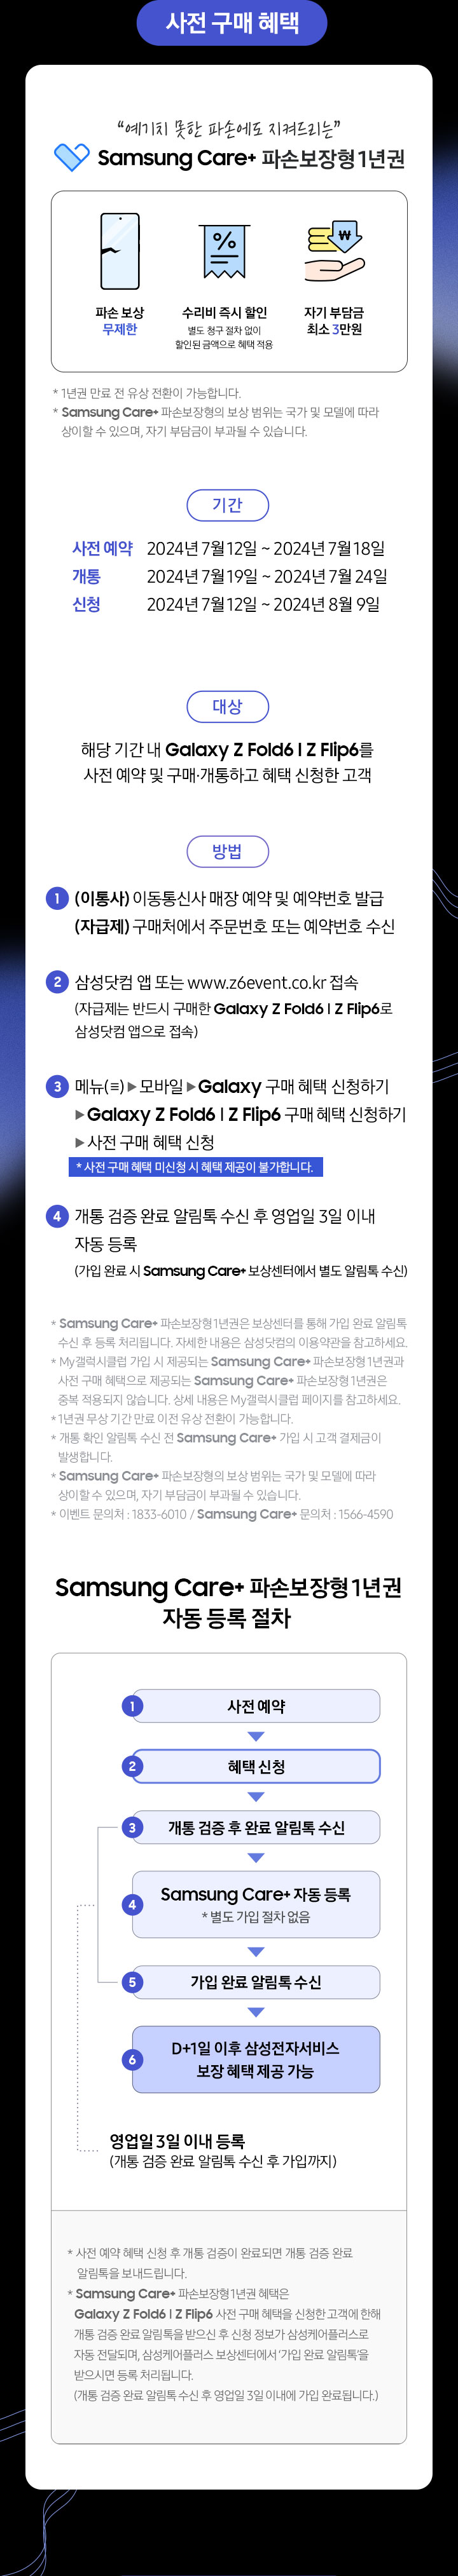 사전 구매 혜택
“예기치 못한 파손에도 지켜드리는”
Samsung Care+ 파손보장형 1년권
%
₩
파손 보상
무제한
수리비 즉시 할인
별도 청구 절차 없이
할인된 금액으로 혜택 적용
자기 부담금
최소 3만원
* 1년권 만료 전 유상 전환이 가능합니다.
* Samsung Care+ 파손보장형의 보상 범위는 국가 및 모델에 따라
상이할 수 있으며, 자기 부담금이 부과될 수 있습니다.
기간
사전 예약 2024년 7월12일 ~ 2024년 7월18일
개통 2024년 7월19일 ~ 2024년 7월 24일
신청 2024년 7월12일 ~ 2024년 8월 9일
대상
해당 기간 내 Galaxy Z Fold6 l Z Flip6를
사전 예약 및 구매·개통하고 혜택 신청한 고객
방법
1 (이통사) 이동통신사 매장 예약 및 예약번호 발급
(자급제) 구매처에서 주문번호 또는 예약번호 수신
2 삼성닷컴 앱 또는 www.z6event.co.kr 접속
(자급제는 반드시 구매한 Galaxy Z Fold6 l Z Flip6로
삼성닷컴 앱으로 접속)
3 메뉴(≡) ▶ 모바일 ▶ Galaxy 구매 혜택 신청하기
▶ Galaxy Z Fold6 l Z Flip6 구매 혜택 신청하기
▶ 사전 구매 혜택 신청
* 사전 구매 혜택 미신청 시 혜택 제공이 불가합니다.
4 개통 검증 완료 알림톡 수신 후 영업일 3일 이내
자동 등록
(가입 완료 시 Samsung Care+ 보상센터에서 별도 알림톡 수신)
* Samsung Care+ 파손보장형1년권은 보상센터를 통해 가입 완료 알림톡
수신 후 등록 처리됩니다. 자세한 내용은 삼성닷컴의 이용약관을 참고하세요.
* My갤럭시클럽 가입 시 제공되는 Samsung Care+ 파손보장형1년권과
사전 구매 혜택으로 제공되는 Samsung Care+ 파손보장형1년권은
중복 적용되지 않습니다. 상세 내용은 My갤럭시클럽 페이지를 참고하세요.
* 1년권 무상 기간 만료 이전 유상 전환이 가능합니다.
* 개통 확인 알림톡 수신 전 Samsung Care+ 가입 시 고객 결제금이
발생합니다.
* Samsung Care+ 파손보장형의 보상 범위는 국가 및 모델에 따라
상이할 수 있으며, 자기 부담금이 부과될 수 있습니다.
* 이벤트 문의처 : 1833-6010 / Samsung Care+ 문의처 : 1566-4590
Samsung Care+ 파손보장형1년권
자동 등록 절차
1 사전 예약
2 혜택 신청
3 개통 검증 후 완료 알림톡 수신
4 Samsung Care+ 자동 등록
* 별도 가입 절차 없음
5 가입 완료 알림톡 수신
6 D+1일 이후 삼성전자서비스
보장 혜택 제공 가능
영업일 3일 이내 등록
(개통 검증 완료 알림톡 수신 후 가입까지)
* 사전 예약 혜택 신청 후 개통 검증이 완료되면 개통 검증 완료
알림톡을 보내드립니다.
* Samsung Care+ 파손보장형1년권 혜택은
Galaxy Z Fold6 l Z Flip6 사전 구매 혜택을 신청한 고객에 한해
개통 검증 완료 알림톡을 받으신 후 신청 정보가 삼성케어플러스로
자동 전달되며, 삼성케어플러스 보상센터에서 ‘가입 완료 알림톡’을
받으시면 등록 처리됩니다.
(개통 검증 완료 알림톡 수신 후 영업일 3일 이내에 가입 완료됩니다.)